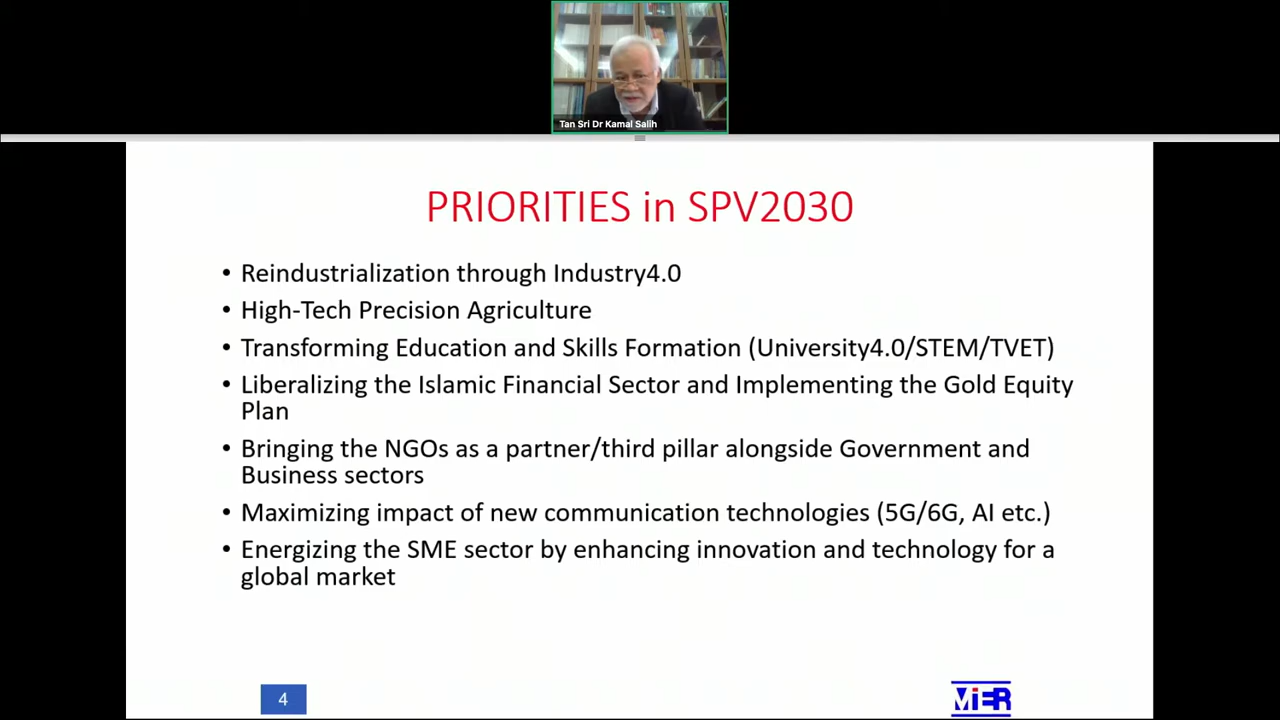 Tan Sri Dr Kamal Salih
PRIORITIES in SPV2030
• Reindustrialization through Industry4.0
• High-Tech Precision Agriculture
• Transforming Education and Skills Formation (University4.0/STEM/TVET)
• Liberalizing the Islamic Financial Sector and Implementing the Gold Equity
Plan
• Bringing the NGOs as a partner/third pillar alongside Government and
Business sectors
• Maximizing impact of new communication technologies (5G/6G, AI etc.)
• Energizing the SME sector by enhancing innovation and technology for a
global market
4
MiER